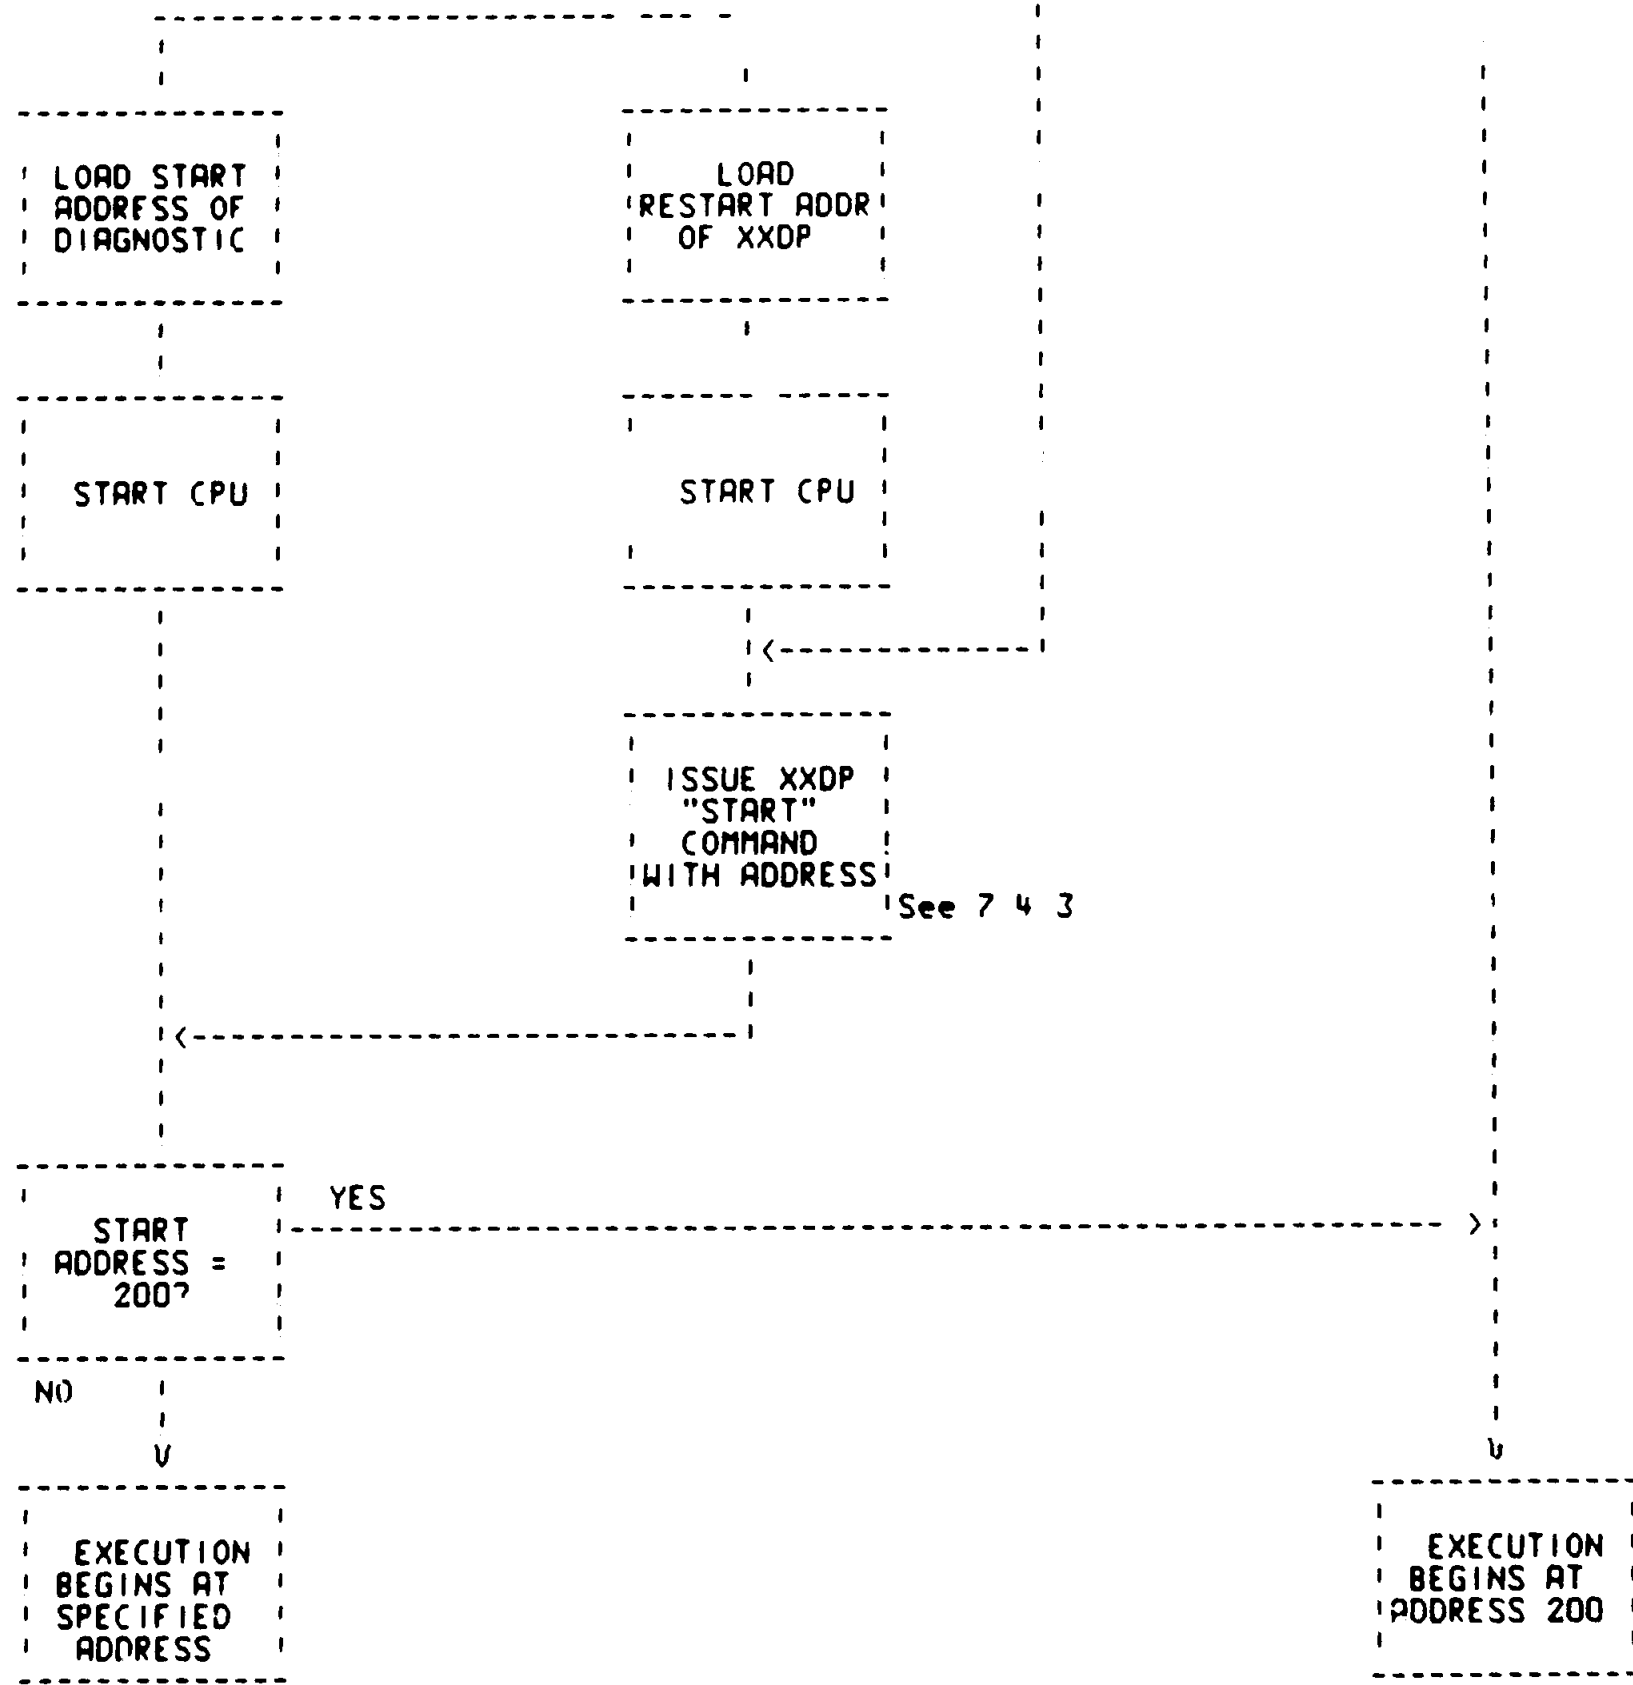 LOAD START
ADDRESS OF
DIAGNOSTIC
LOAD
RESTART ADDR
OF XXDP
START CPU
START CPU
ISSUE XXDP
"START"
COMMAND
WITH ADDRESS
See 7 4 3
START
ADDRESS =
200?
YES
NO
EXECUTION
BEGINS AT
SPECIFIED
ADDRESS
EXECUTION
BEGINS AT
ADDRESS 200